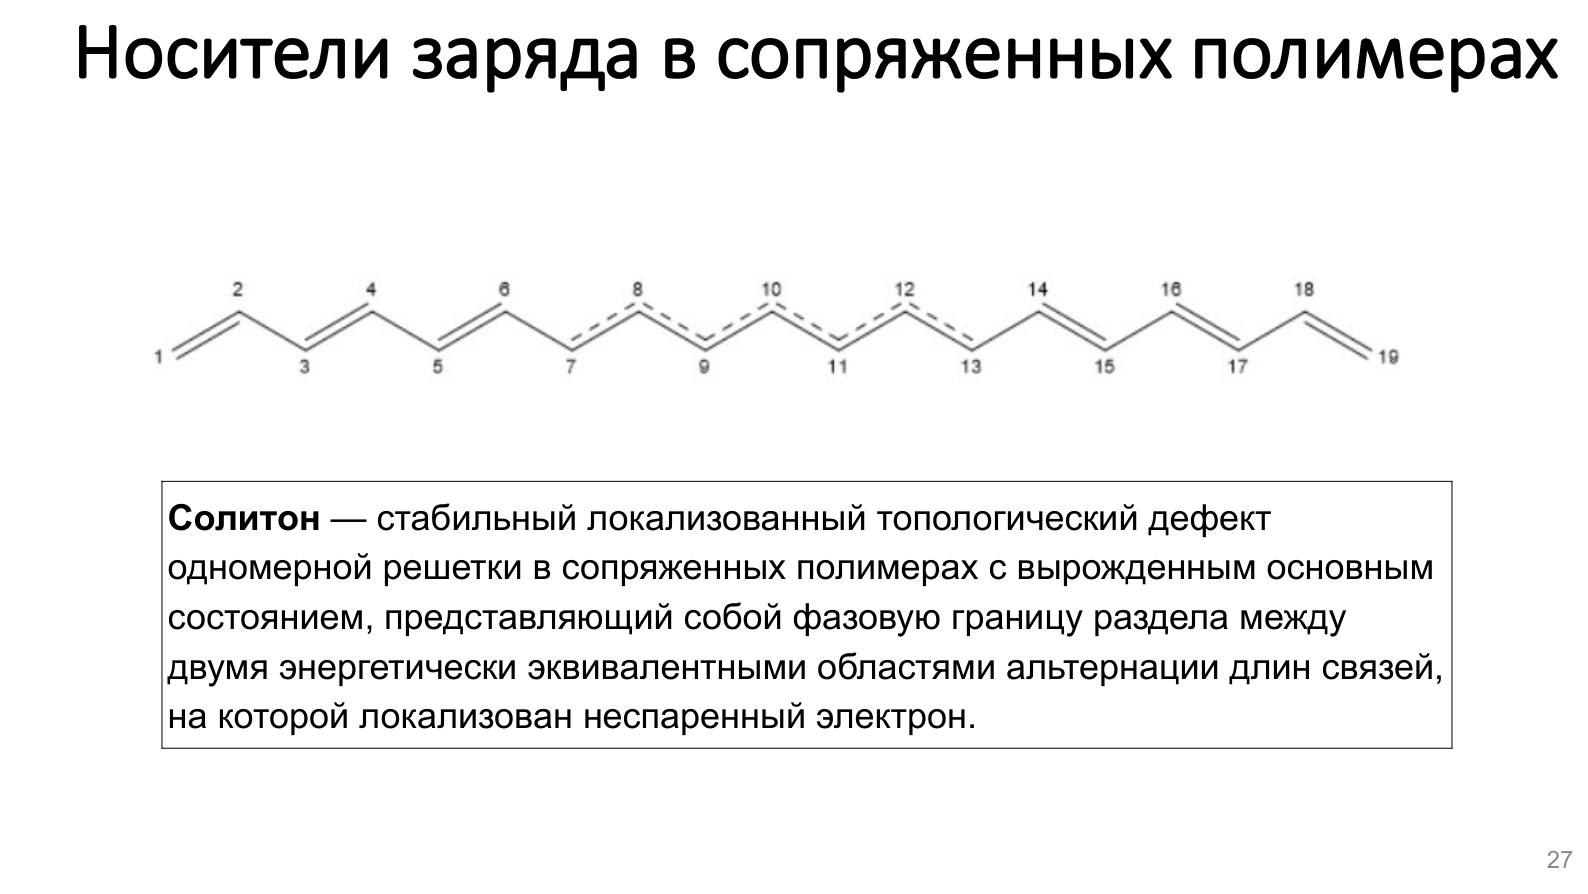 Носители заряда в сопряженных полимерах
2 4 6 8 10 12 14 16 18
1 3 5 7 9 11 13 15 17 19
Солитон — стабильный локализованный топологический дефект
одномерной решетки в сопряженных полимерах с вырожденным основным
состоянием, представляющий собой фазовую границу раздела между
двумя энергетически эквивалентными областями альтернации длин связей,
на которой локализован неспаренный электрон.
27